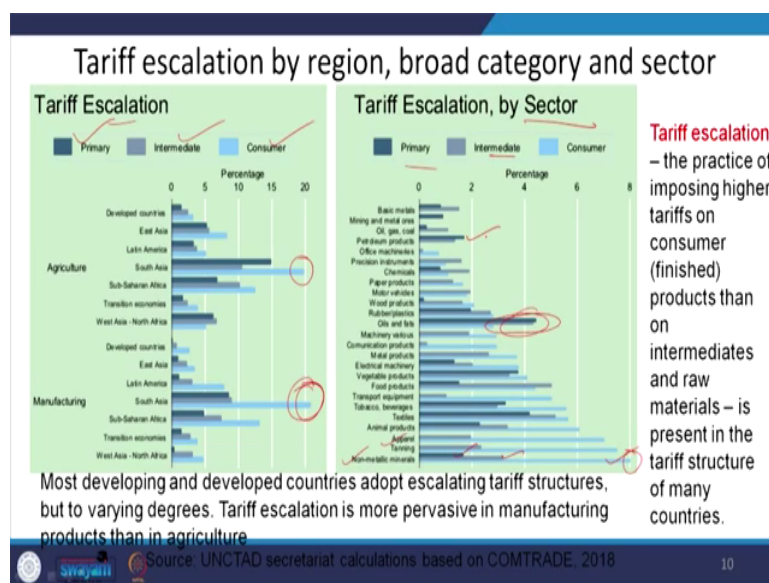 Tariff escalation by region, broad category and sector
Tariff Escalation
Primary Intermediate Consumer
Percentage
0 5 10 15 20
Agriculture
Developed countries
East Asia
Latin America
South Asia
Sub-Saharan Africa
Transition economies
West Asia - North Africa
Manufacturing
Developed countries
East Asia
Latin America
South Asia
Sub-Saharan Africa
Transition economies
West Asia - North Africa
Tariff Escalation, by Sector
Primary Intermediate Consumer
Percentage
0 2 4 6 8
Basic metals
Mining and metal ores
Oil, gas, coal
Petroleum products
Office machineries
Precision instruments
Chemicals
Paper products
Motor vehicles
Wood products
Rubber/plastics
Oils and fats
Machinery various
Comunication products
Metal products
Electrical machinery
Vegetable products
Food products
Transport equipment
Tobacco, beverages
Textiles
Animal products
Apparel
Tanning
Non-metallic minerals
Tariff escalation
– the practice of
imposing higher
tariffs on
consumer
(finished)
products than
on
intermediates
and raw
materials – is
present in the
tariff structure
of many
countries.
Most developing and developed countries adopt escalating tariff structures,
but to varying degrees. Tariff escalation is more pervasive in manufacturing
products than in agriculture
Source: UNCTAD secretariat calculations based on COMTRADE, 2018
swayam
10